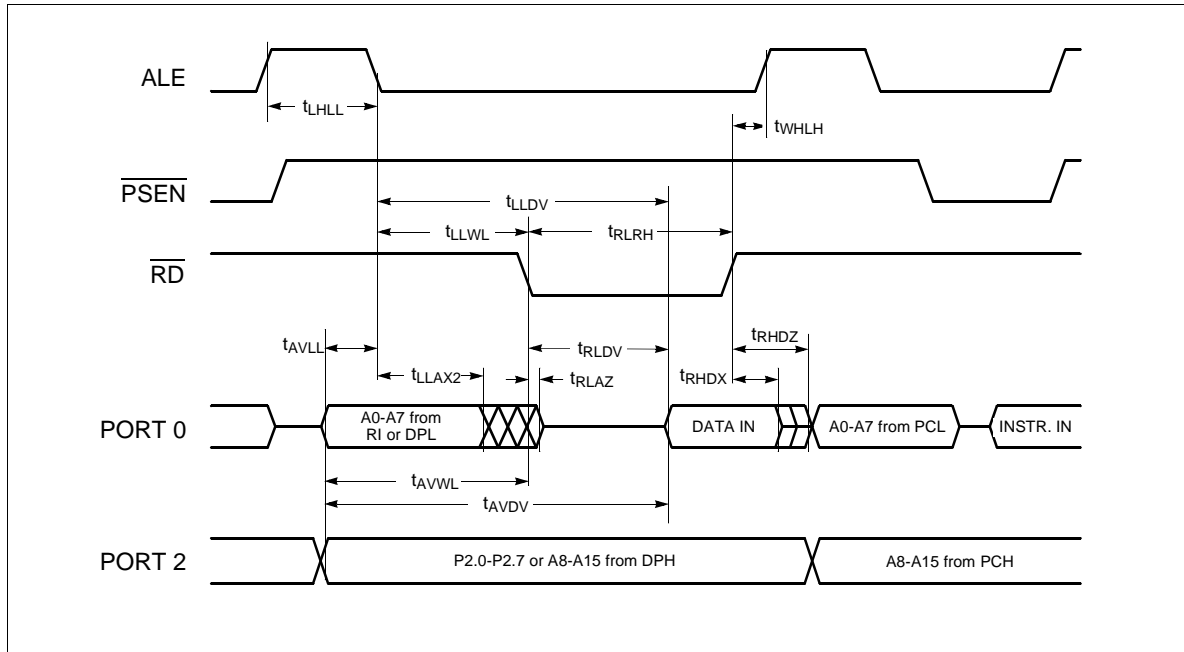 ALE
tLHLL
tWHLH
PSEN
tLLDV
tLLWL
tRLRH
RD
tAVLL
tRLDV
tRHDZ
tLLAX2
tRLAZ
tRHDX
PORT 0
A0-A7 from
RI or DPL
DATA IN
A0-A7 from PCL
INSTR. IN
tAVWL
tAVDV
PORT 2
P2.0-P2.7 or A8-A15 from DPH
A8-A15 from PCH